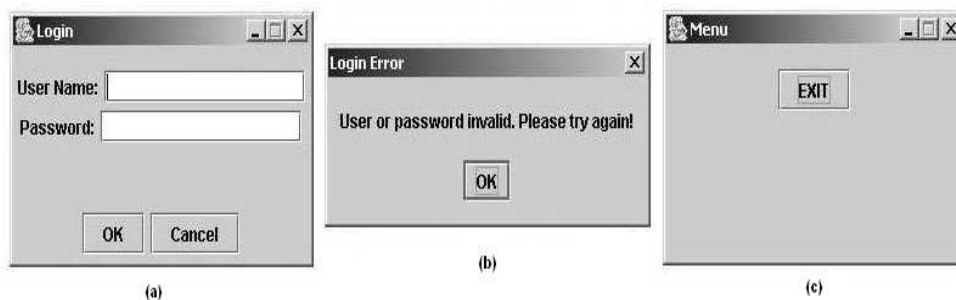 Login
User Name:
Password:
OK Cancel
(a)
Login Error
User or password invalid. Please try again!
OK
(b)
Menu
EXIT
(c)